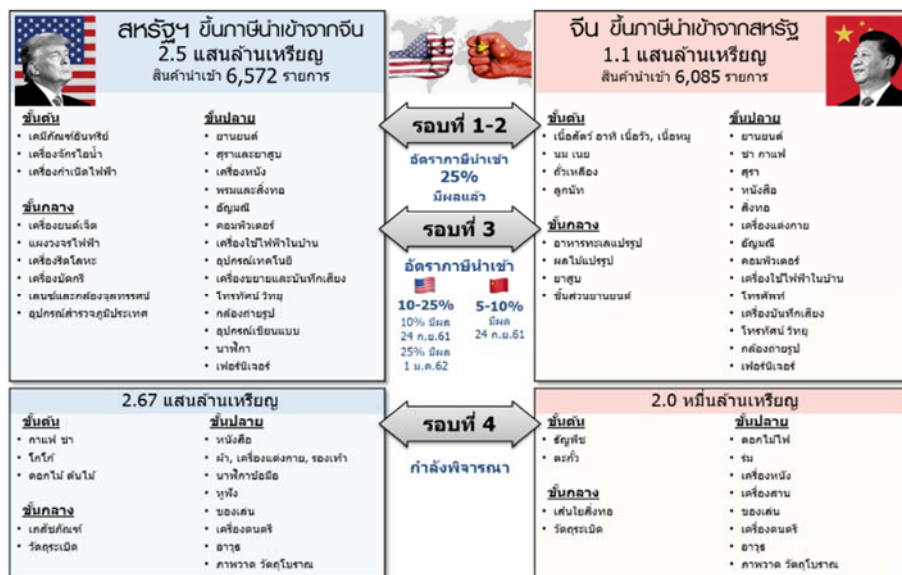 สหรัฐฯ ขึ้นภาษีนำเข้าจากจีน
2.5 แสนล้านเหรียญ
สินค้านำเข้า 6,572 รายการ
ขั้นต้น
• เคมีภัณฑ์อินทรีย์
• เครื่องจักรไอน้ำ
• เครื่องกำเนิดไฟฟ้า
ขั้นกลาง
• เครื่องยนต์เจ็ต
• แผงวงจรไฟฟ้า
• เครื่องรีดโลหะ
• เครื่องมัดกรี
• เลนซ์และกล้องจุลทรรศน์
• อุปกรณ์สำรวจภูมิประเทศ
ขั้นปลาย
• ยานยนต์
• สุราและยาสูบ
• เครื่องหนัง
• พรมและสิ่งทอ
• อัญมณี
• คอมพิวเตอร์
• เครื่องใช้ไฟฟ้าในบ้าน
• อุปกรณ์เทคโนยี
• เครื่องขยายและบันทึกเสียง
• โทรทัศน์ วิทยุ
• กล้องถ่ายรูป
• อุปกรณ์เขียนแบบ
• นาฬิกา
• เฟอร์นิเจอร์
รอบที่ 1-2
อัตราภาษีนำเข้า
25%
มีผลแล้ว
รอบที่ 3
อัตราภาษีนำเข้า
10-25%
10% มีผล
24 ก.ย.61
25% มีผล
1 ม.ค.62
5-10%
มีผล
24 ก.ย.61
จีน ขึ้นภาษีนำเข้าจากสหรัฐ
1.1 แสนล้านเหรียญ
สินค้านำเข้า 6,085 รายการ
ขั้นต้น
• เนื้อสัตว์ อาทิ เนื้อวัว, เนื้อหมู
• นม เนย
• ถั่วเหลือง
• ลูกนัท
ขั้นกลาง
• อาหารทะเลแปรรูป
• ผลไม้แปรรูป
• ยาสูบ
• ชิ้นส่วนยานยนต์
ขั้นปลาย
• ยานยนต์
• ชา กาแฟ
• สุรา
• หนังสือ
• สิ่งทอ
• เครื่องแต่งกาย
• อัญมณี
• คอมพิวเตอร์
• เครื่องใช้ไฟฟ้าในบ้าน
• โทรศัพท์
• เครื่องบันทึกเสียง
• โทรทัศน์ วิทยุ
• กล้องถ่ายรูป
• เฟอร์นิเจอร์
2.67 แสนล้านเหรียญ
ขั้นต้น
• กาแฟ ชา
• โกโก้
• ดอกไม้ ต้นไม้
ขั้นกลาง
• เภสัชภัณฑ์
• วัตถุระเบิด
ขั้นปลาย
• หนังสือ
• ผ้า, เครื่องแต่งกาย, รองเท้า
• นาฬิกาข้อมือ
• หูฟัง
• ของเล่น
• เครื่องดนตรี
• อาวุธ
• ภาพวาด วัตถุโบราณ
รอบที่ 4
กำลังพิจารณา
2.0 หมื่นล้านเหรียญ
ขั้นต้น
• ธัญพืช
• ตะกั่ว
ขั้นกลาง
• เส้นใยสิ่งทอ
• วัตถุระเบิด
ขั้นปลาย
• ดอกไม้ไฟ
• ร่ม
• เครื่องหนัง
• เครื่องสาน
• ของเล่น
• เครื่องดนตรี
• อาวุธ
• ภาพวาด วัตถุโบราณ